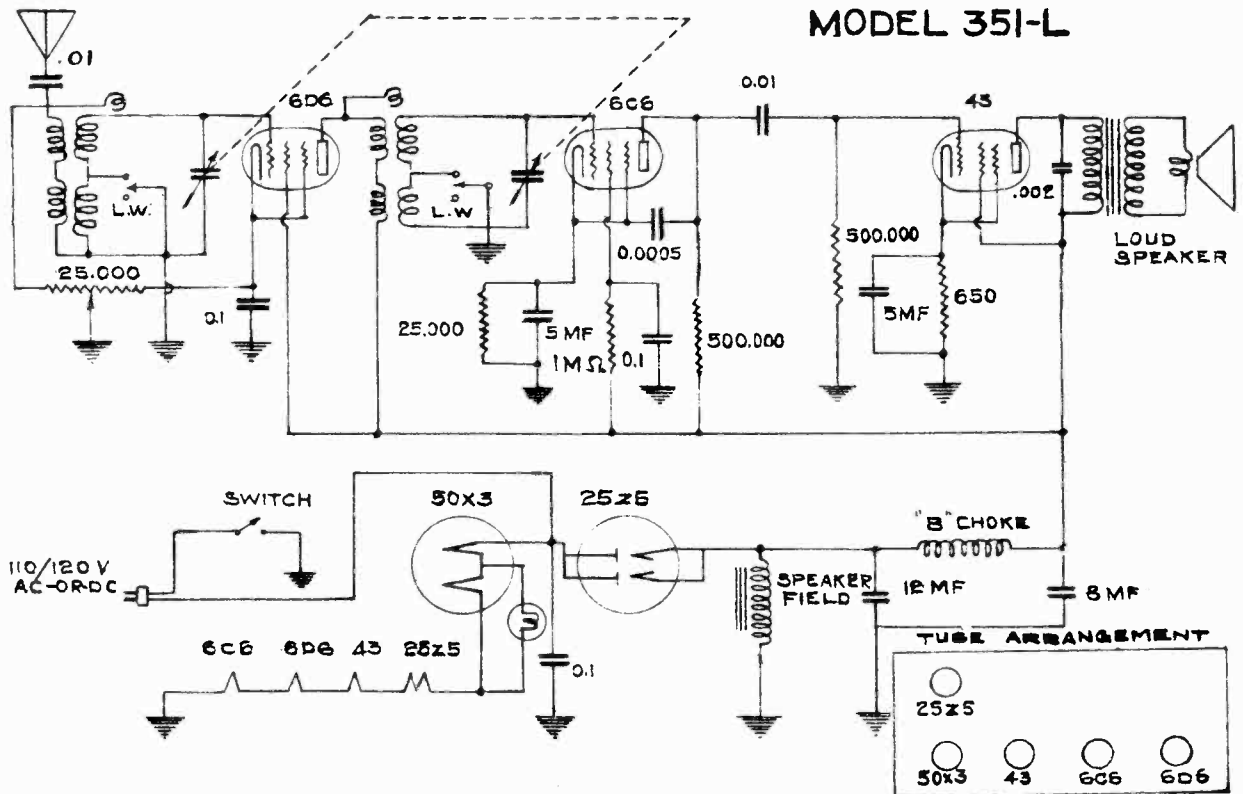 MODEL 351-L
.01
6D6
6C6
0.01
43
L.W.
L.W
.002
LOUD
SPEAKER
25.000
0.1
0.0005
500.000
650
5MF
25.000
5MF
1MΩ
0.1
500.000
SWITCH
50X3
25Z5
"B" CHOKE
110/120 V
AC-OR-DC
SPEAKER
FIELD
12 MF
8 MF
6C6 6D6 43 25Z5
0.1
TUBE ARRANGEMENT
25Z5
50X3 43 6C6 6D6